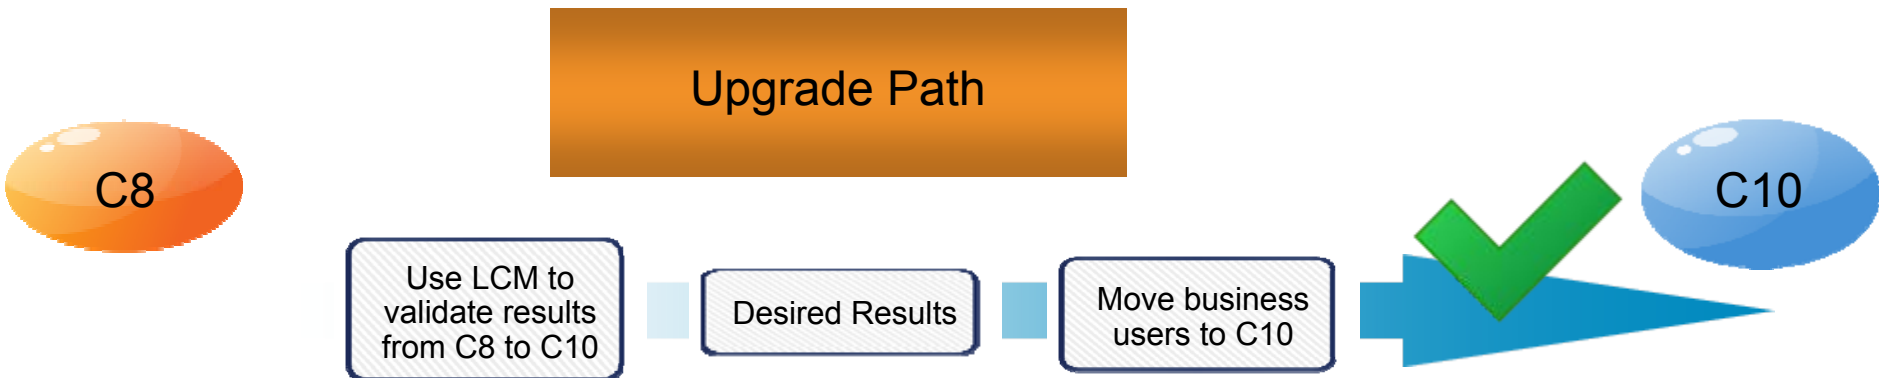 Upgrade Path
C8
C10
Use LCM to
validate results
from C8 to C10
Desired Results
Move business
users to C10